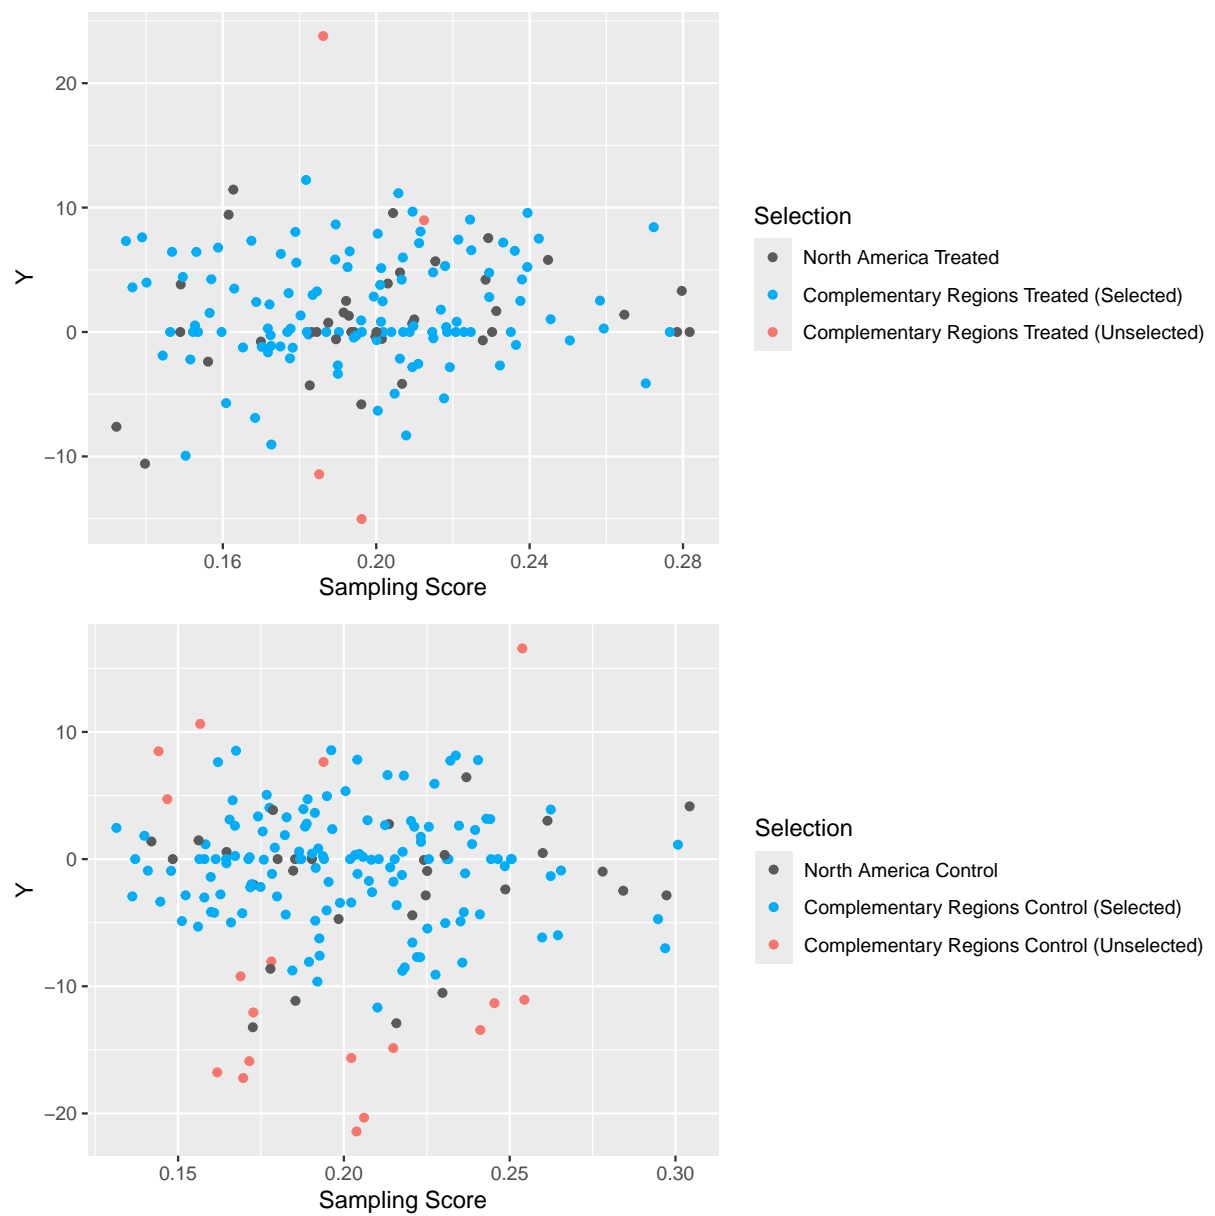 20
10
0
−10
Y
0.16 0.20 0.24 0.28
Sampling Score
Selection
North America Treated
Complementary Regions Treated (Selected)
Complementary Regions Treated (Unselected)
10
0
−10
−20
Y
0.15 0.20 0.25 0.30
Sampling Score
Selection
North America Control
Complementary Regions Control (Selected)
Complementary Regions Control (Unselected)